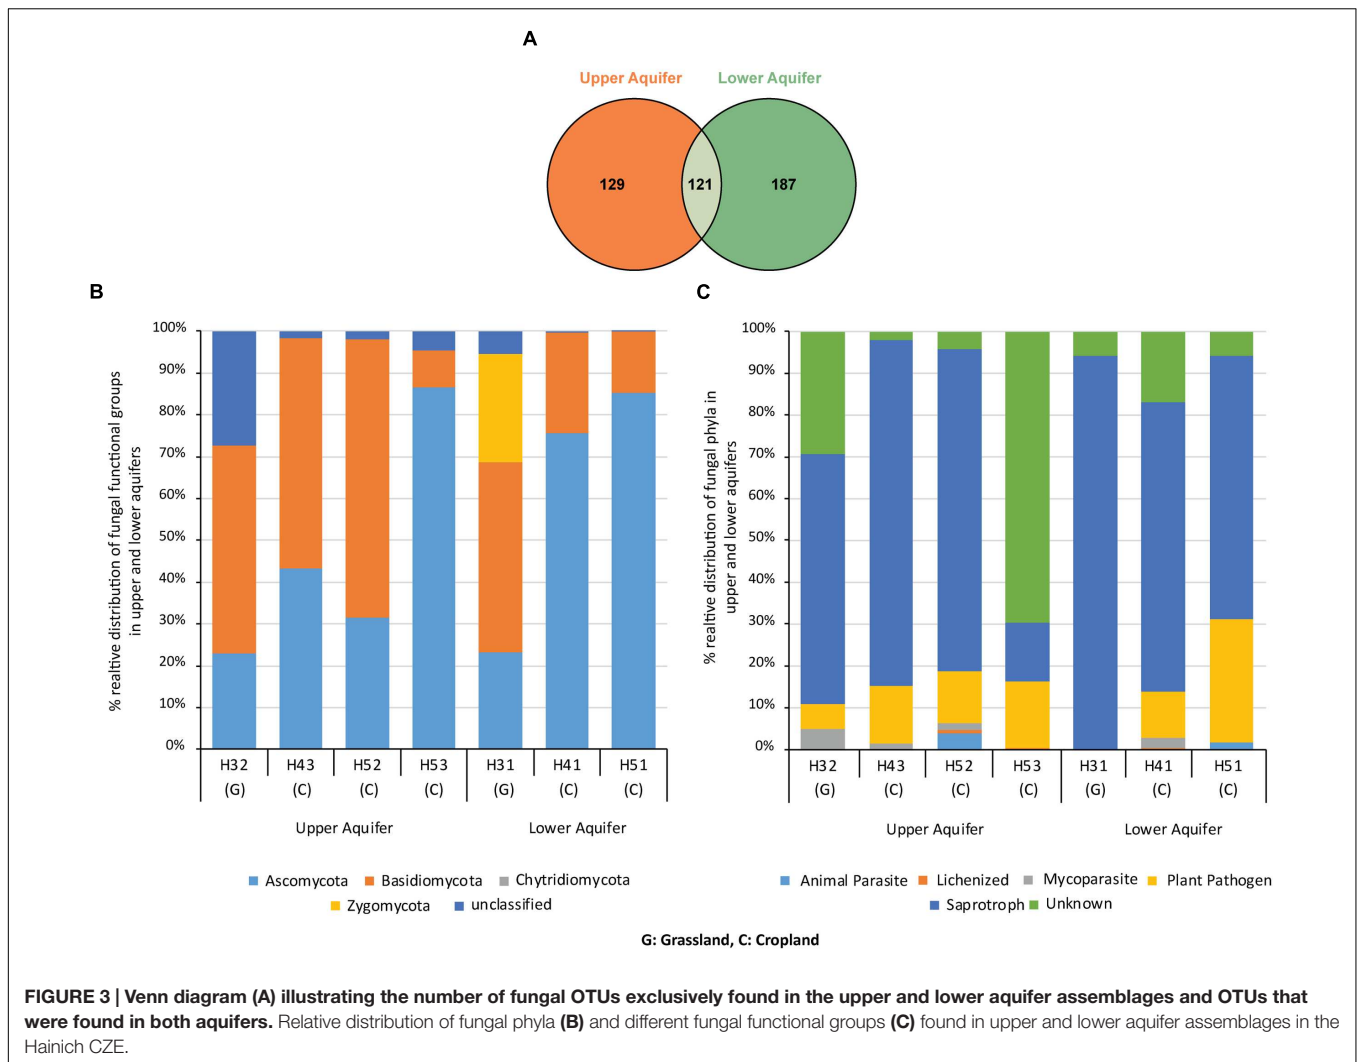 A
Upper Aquifer Lower Aquifer
129 121 187
B
% realtive distribution of fungal functional groups
in upper and lower aquifers
100%
90%
80%
70%
60%
50%
40%
30%
20%
10%
0%
H32 H43 H52 H53 H31 H41 H51
(G) (C) (C) (C) (G) (C) (C)
Upper Aquifer Lower Aquifer
Ascomycota Basidiomycota Chytridiomycota
Zygomycota unclassified
C
% realtive distribution of fungal phyla in
upper and lower aquifers
100%
90%
80%
70%
60%
50%
40%
30%
20%
10%
0%
H32 H43 H52 H53 H31 H41 H51
(G) (C) (C) (C) (G) (C) (C)
Upper Aquifer Lower Aquifer
Animal Parasite Lichenized Mycoparasite Plant Pathogen
Saprotroph Unknown
G: Grassland, C: Cropland
FIGURE 3 | Venn diagram (A) illustrating the number of fungal OTUs exclusively found in the upper and lower aquifer assemblages and OTUs that
were found in both aquifers. Relative distribution of fungal phyla (B) and different fungal functional groups (C) found in upper and lower aquifer assemblages in the
Hainich CZE.